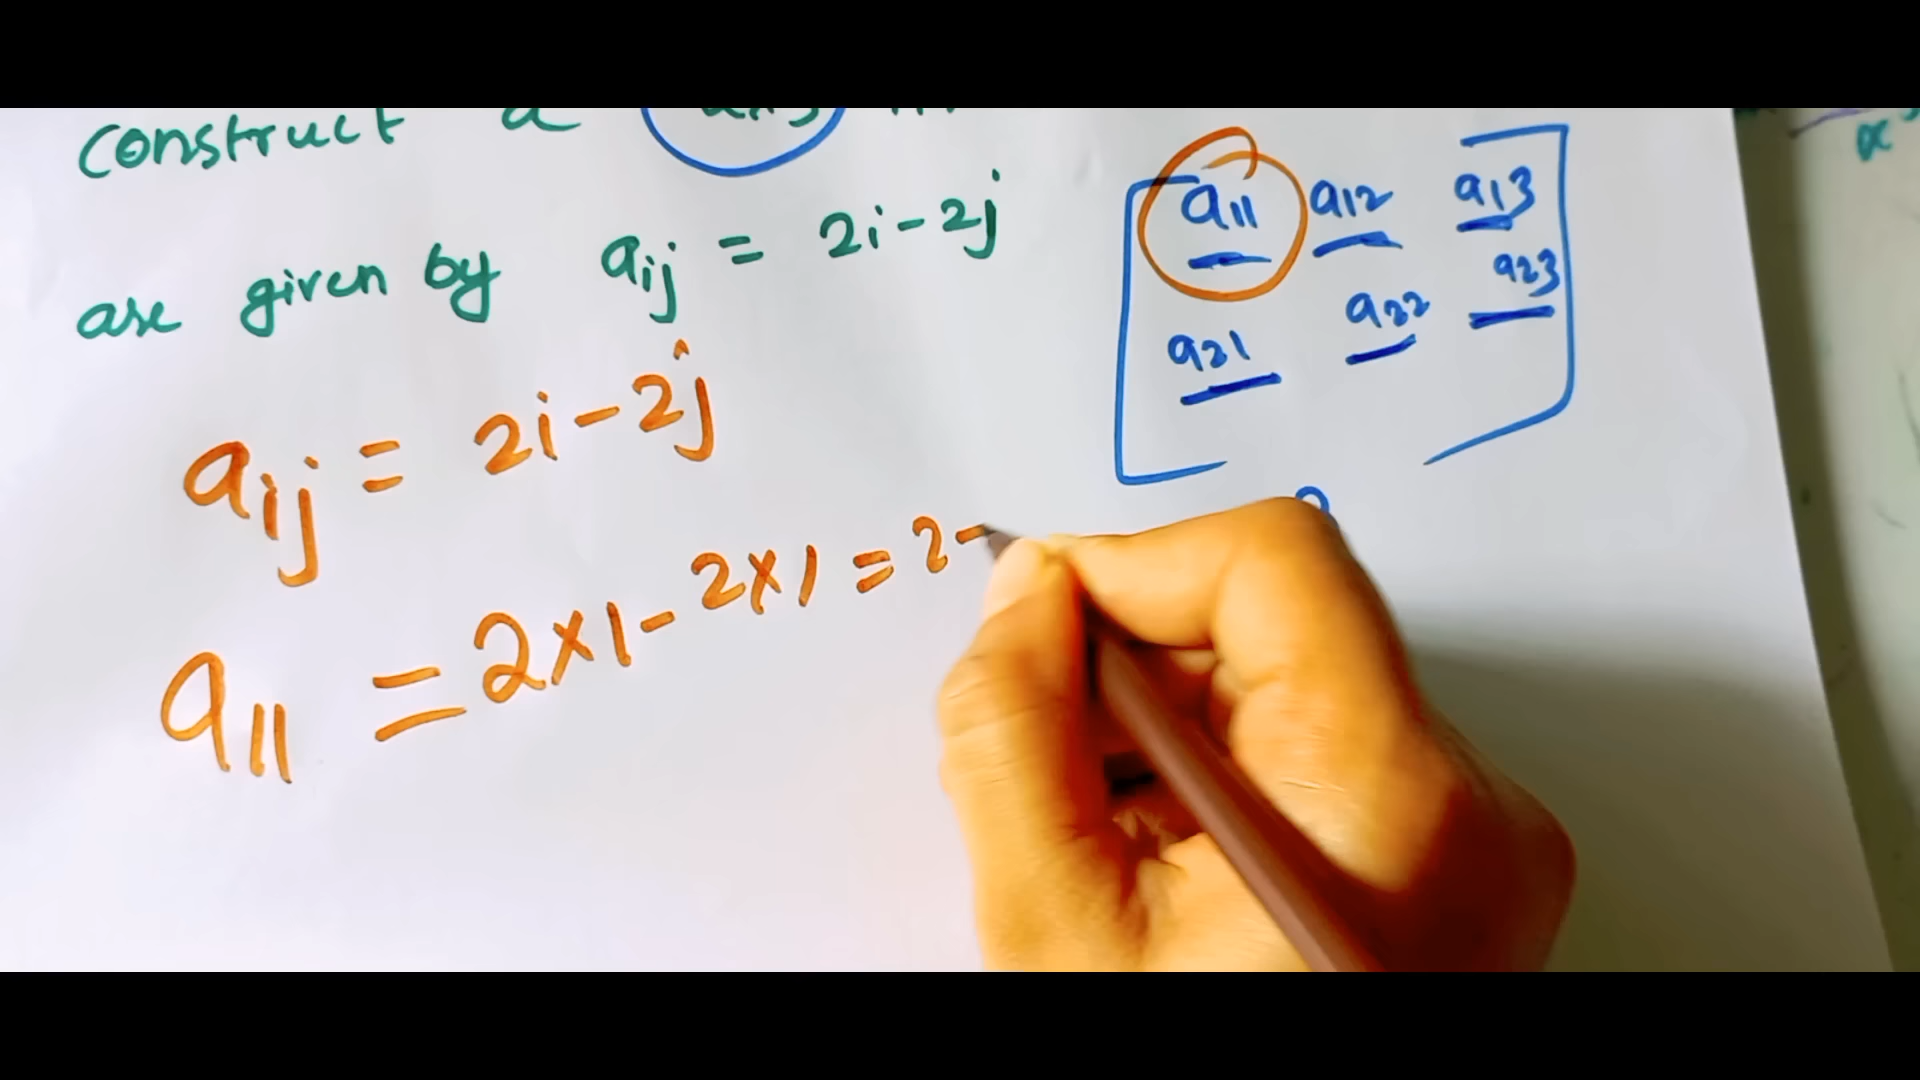 construct a
are given by aij = 2i-2j
a11 a12 a13
a21 a22 a23
aij = 2i-2j
a11 = 2×1-2×1 = 2-